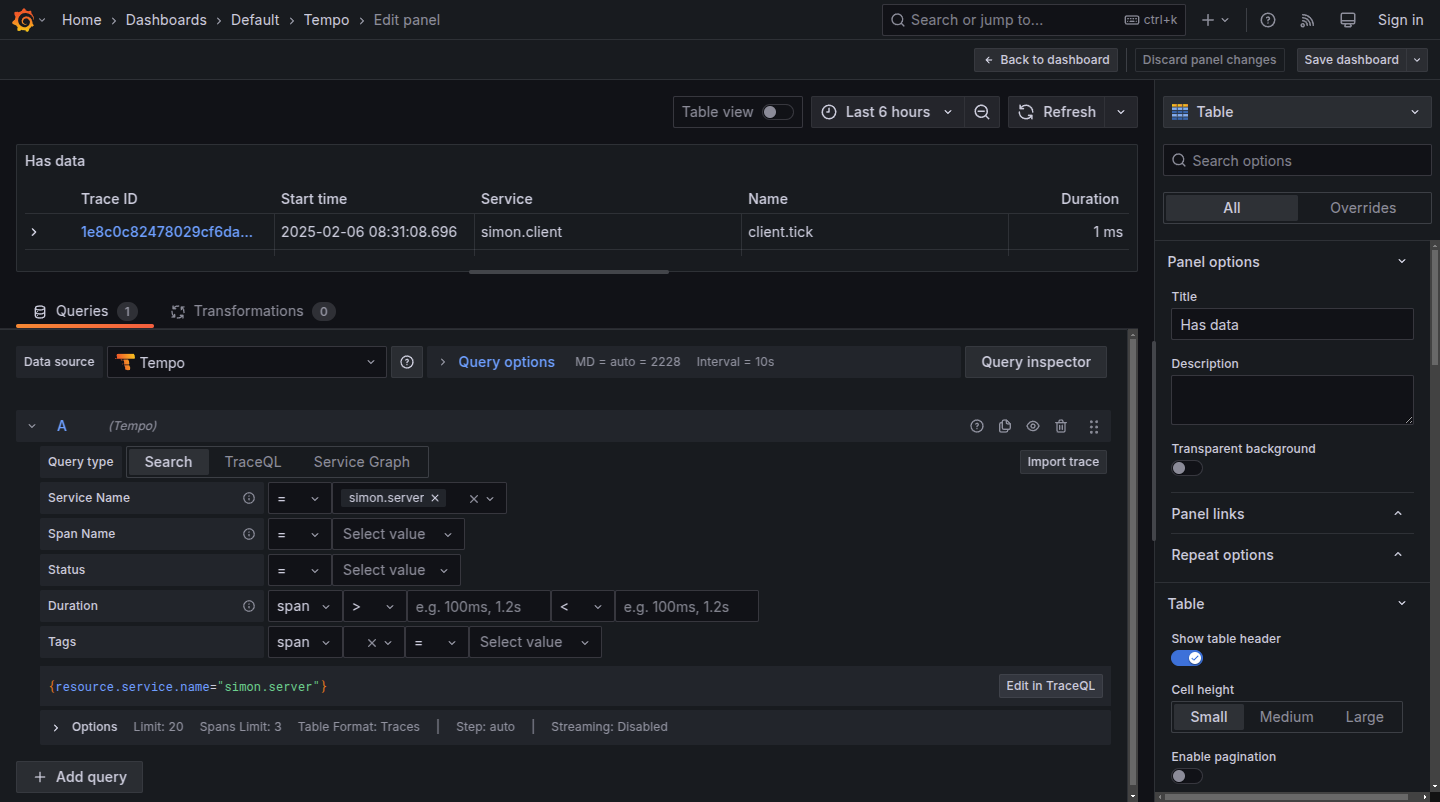 Home › Dashboards › Default › Tempo › Edit panel
Search or jump to... ctrl+k
Sign in
Back to dashboard
Discard panel changes
Save dashboard
Table view
Last 6 hours
Refresh
Has data
Trace ID Start time Service Name Duration
1e8c0c82478029cf6da... 2025-02-06 08:31:08.696 simon.client client.tick 1 ms
Queries 1 Transformations 0
Data source Tempo Query options MD = auto = 2228 Interval = 10s Query inspector
A (Tempo)
Query type Search TraceQL Service Graph Import trace
Service Name = simon.server
Span Name = Select value
Status = Select value
Duration span > e.g. 100ms, 1.2s < e.g. 100ms, 1.2s
Tags span = Select value
{resource.service.name="simon.server"} Edit in TraceQL
Options Limit: 20 Spans Limit: 3 Table Format: Traces | Step: auto | Streaming: Disabled
+ Add query
Table
Search options
All Overrides
Panel options
Title
Has data
Description
Transparent background
Panel links
Repeat options
Table
Show table header
Cell height
Small Medium Large
Enable pagination